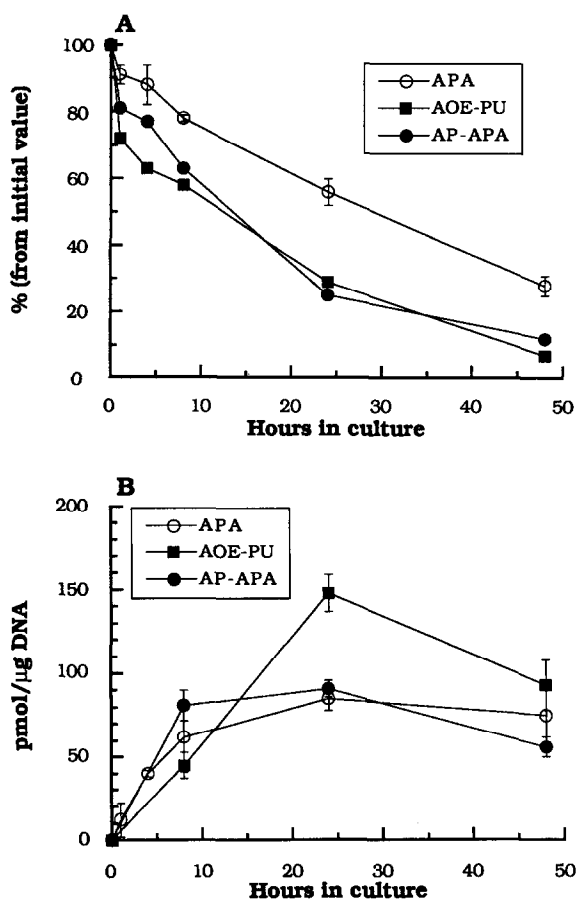 A
100
80
60
40
20
0
% (from initial value)
APA
AOE-PU
AP-APA
0 10 20 30 40 50
Hours in culture
B
200
150
100
50
0
pmol/μg DNA
APA
AOE-PU
AP-APA
0 10 20 30 40 50
Hours in culture